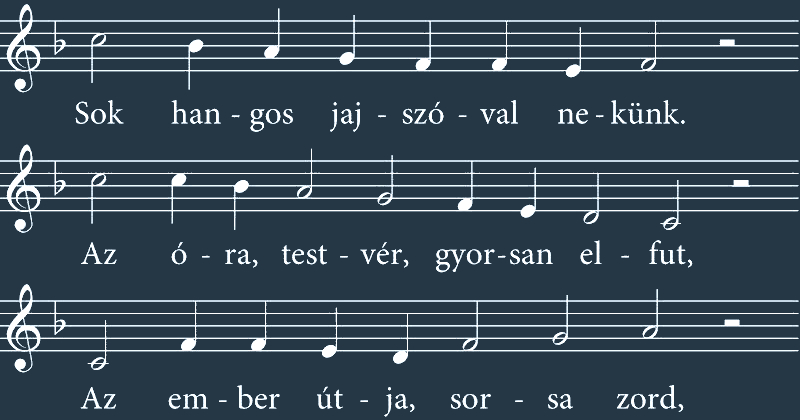 Sok han - gos jaj - szó - val ne - künk.
Az ó - ra, test - vér, gyor - san el - fut,
Az em - ber út - ja, sor - sa zord,